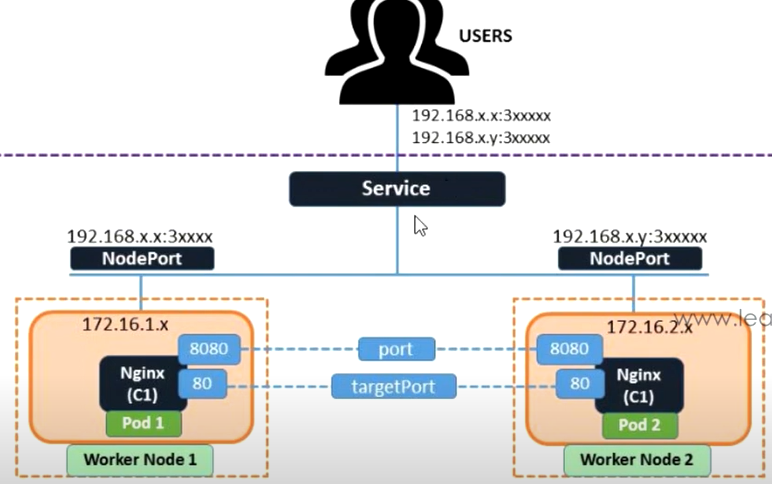 USERS
192.168.x.x:3xxxxx
192.168.x.y:3xxxxx
Service
192.168.x.x:3xxxx
NodePort
192.168.x.y:3xxxxx
NodePort
172.16.1.x
172.16.2.x
www.lea
8080
port
8080
Nginx
(C1)
80
targetPort
80
Nginx
(C1)
Pod 1
Pod 2
Worker Node 1
Worker Node 2